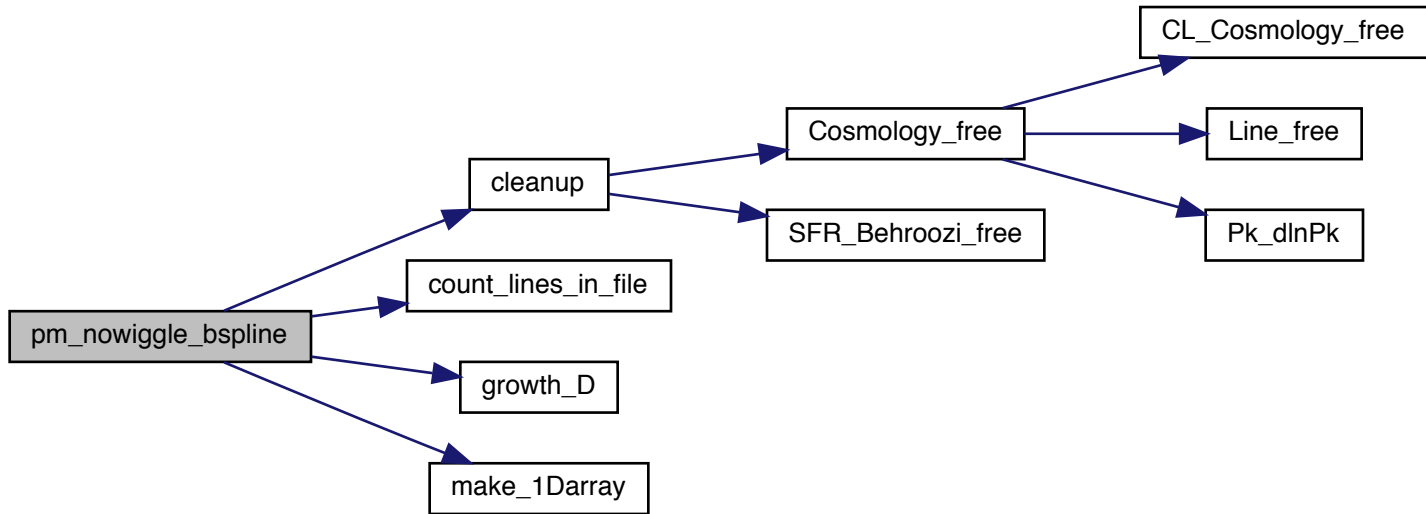 CL_Cosmology_free
Cosmology_free
Line_free
cleanup
SFR_Behroozi_free
Pk_dlnPk
count_lines_in_file
pm_nowiggle_bspline
growth_D
make_1Darray